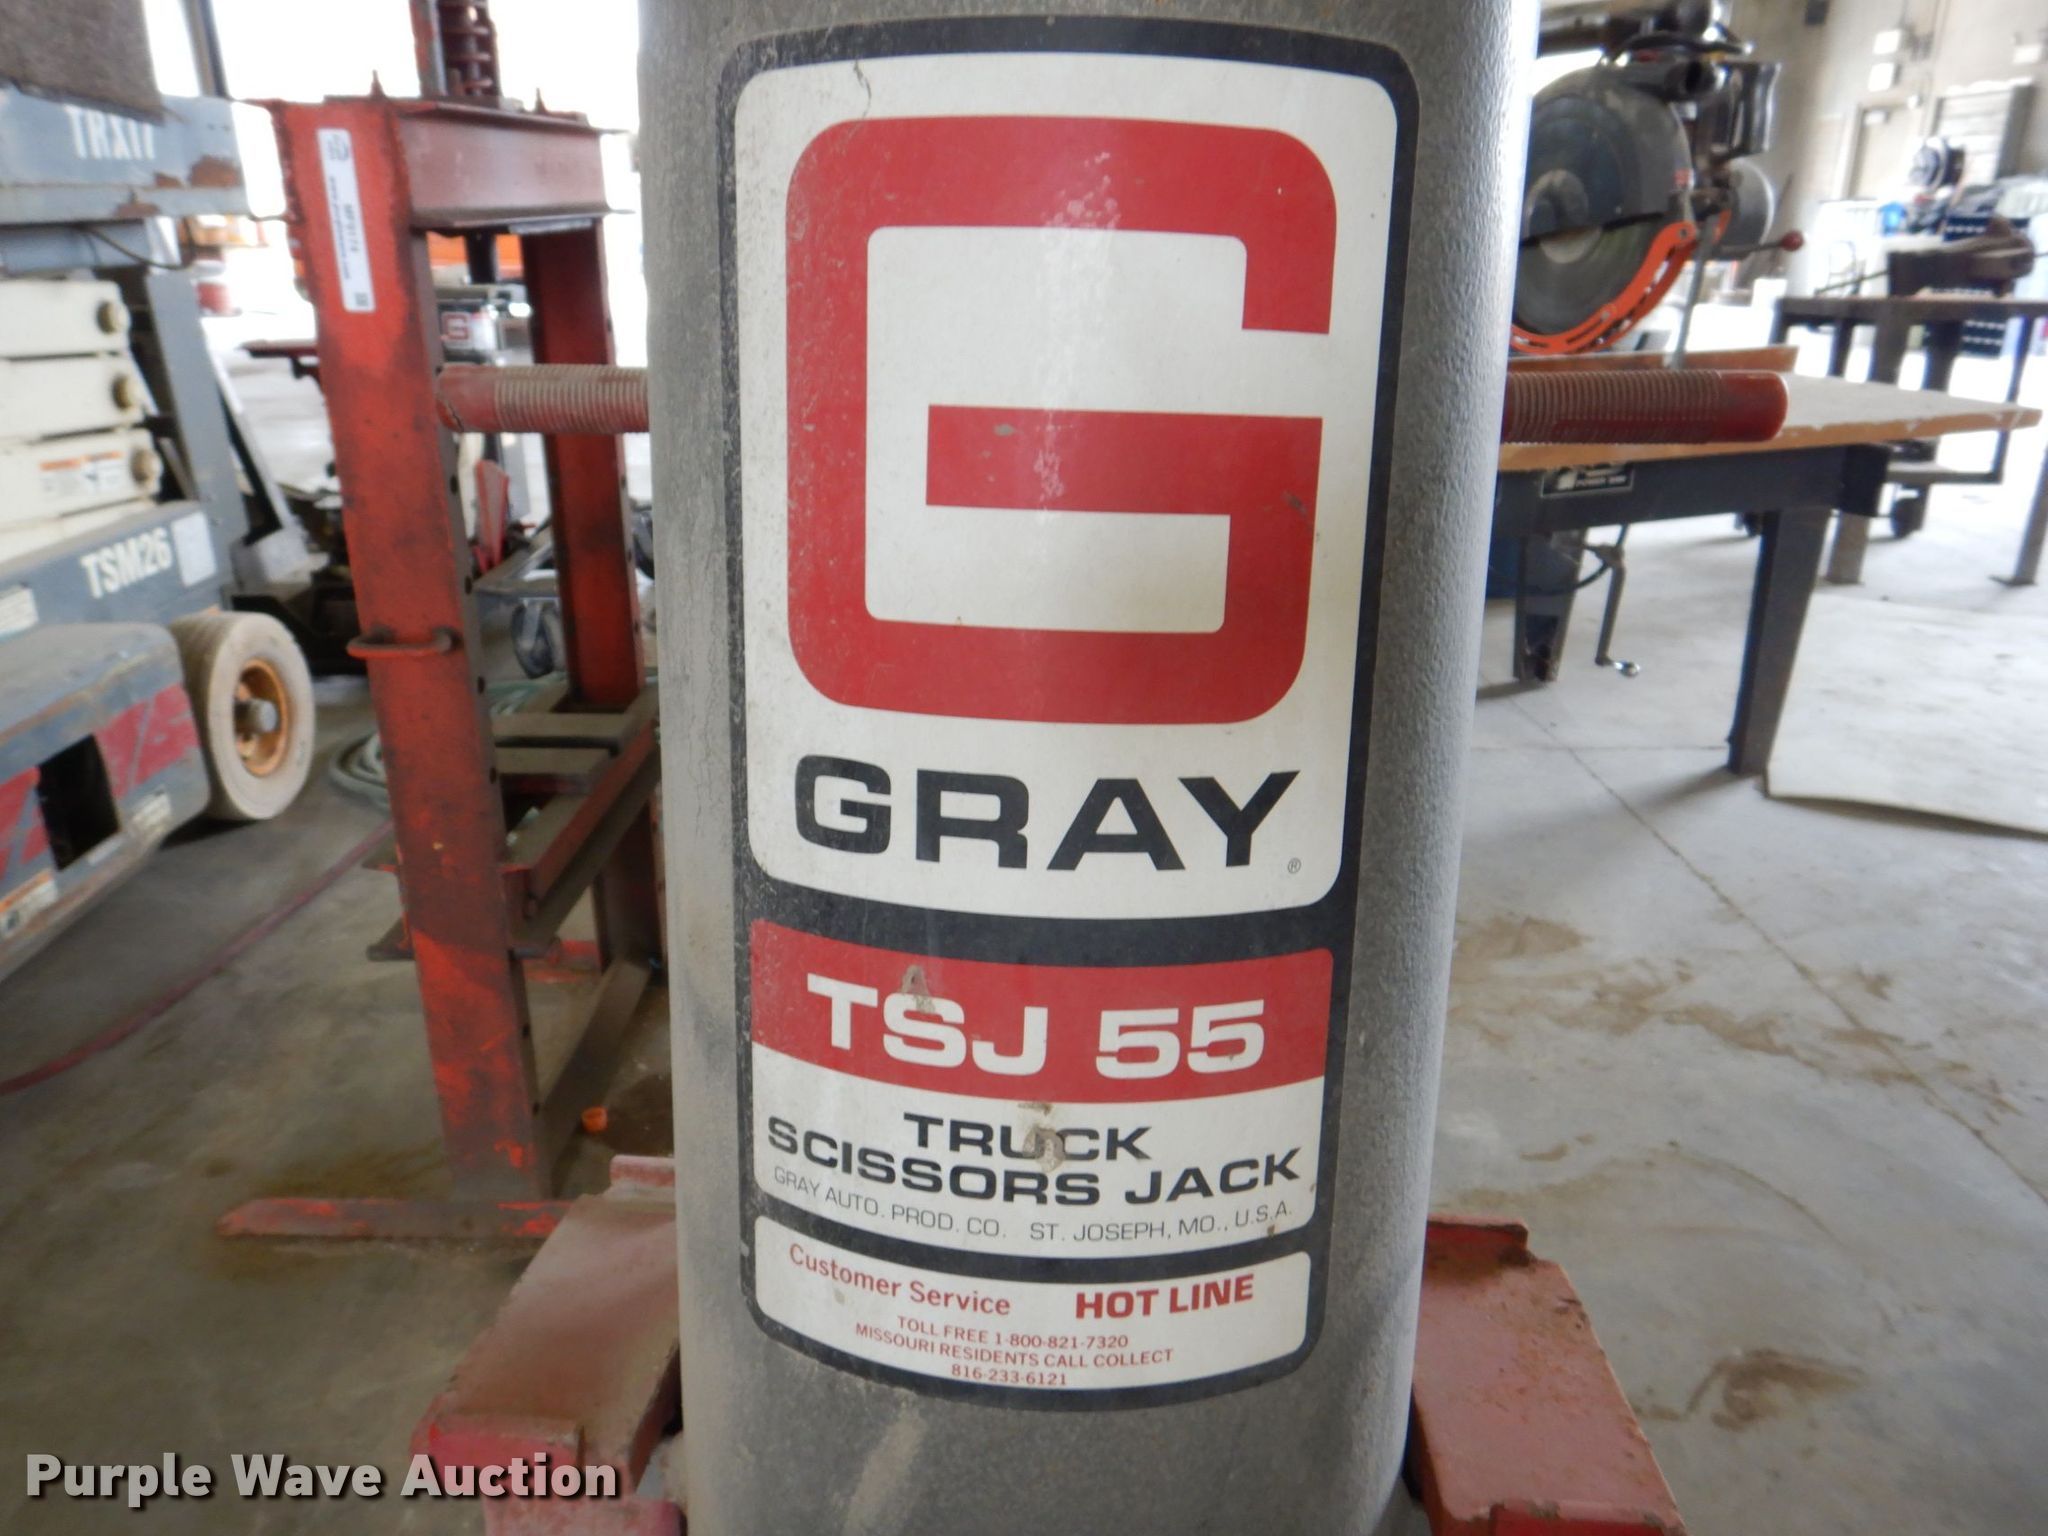 TRXTT
TSM26
G
GRAY®
TSJ 55
TRUCK
SCISSORS JACK
GRAY AUTO. PROD. CO. ST. JOSEPH, MO., U.S.A.
Customer Service HOT LINE
TOLL FREE 1-800-821-7320
MISSOURI RESIDENTS CALL COLLECT
816-233-6121
Purple Wave Auction